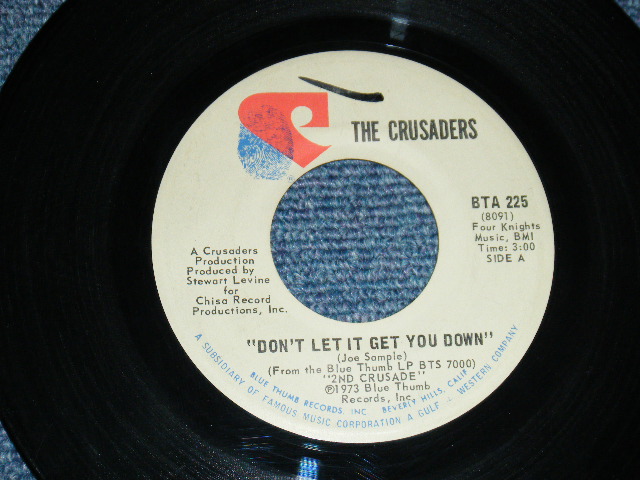 THE CRUSADERS
BTA 225
(8091)
Four Knights
Music, BMI
Time: 3:00
SIDE A
A Crusaders
Production
Produced by
Stewart Levine
for
Chisa Record
Productions, Inc.
"DON'T LET IT GET YOU DOWN"
(Joe Sample)
(From the Blue Thumb LP BTS 7000)
"2ND CRUSADE"
℗1973 Blue Thumb
Records, Inc.
BLUE THUMB RECORDS, INC BEVERLY HILLS, CALIF
A SUBSIDIARY OF FAMOUS MUSIC CORPORATION A GULF + WESTERN COMPANY